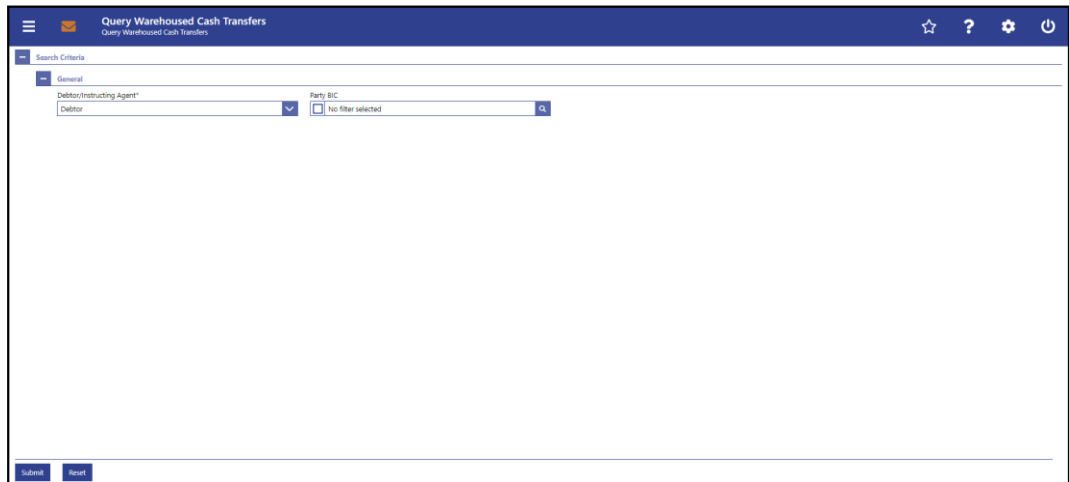 Query Warehoused Cash Transfers
Query Warehoused Cash Transfers
Search Criteria
General
Debtor/Instructing Agent*
Party BIC
Debtor
No filter selected
Submit
Reset